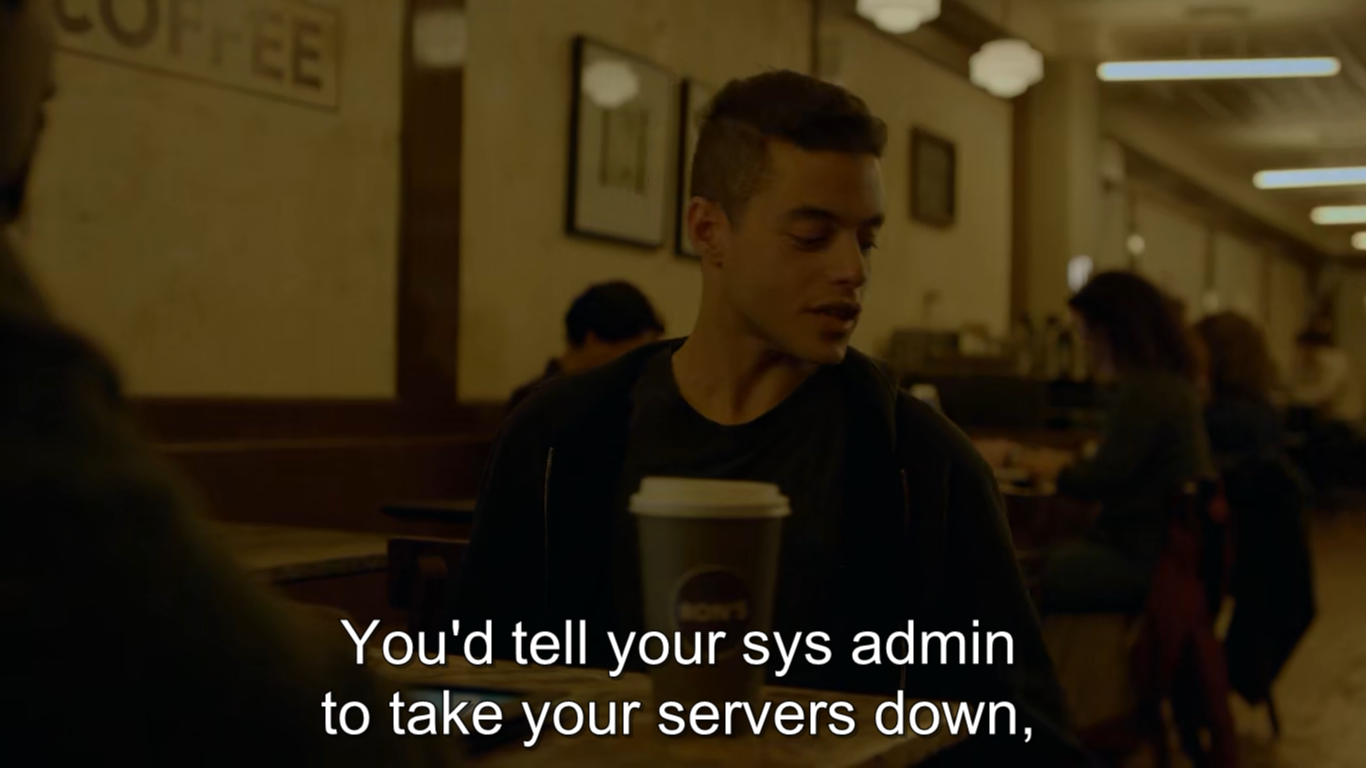 COFFEE
RON'S
You'd tell your sys admin
to take your servers down,